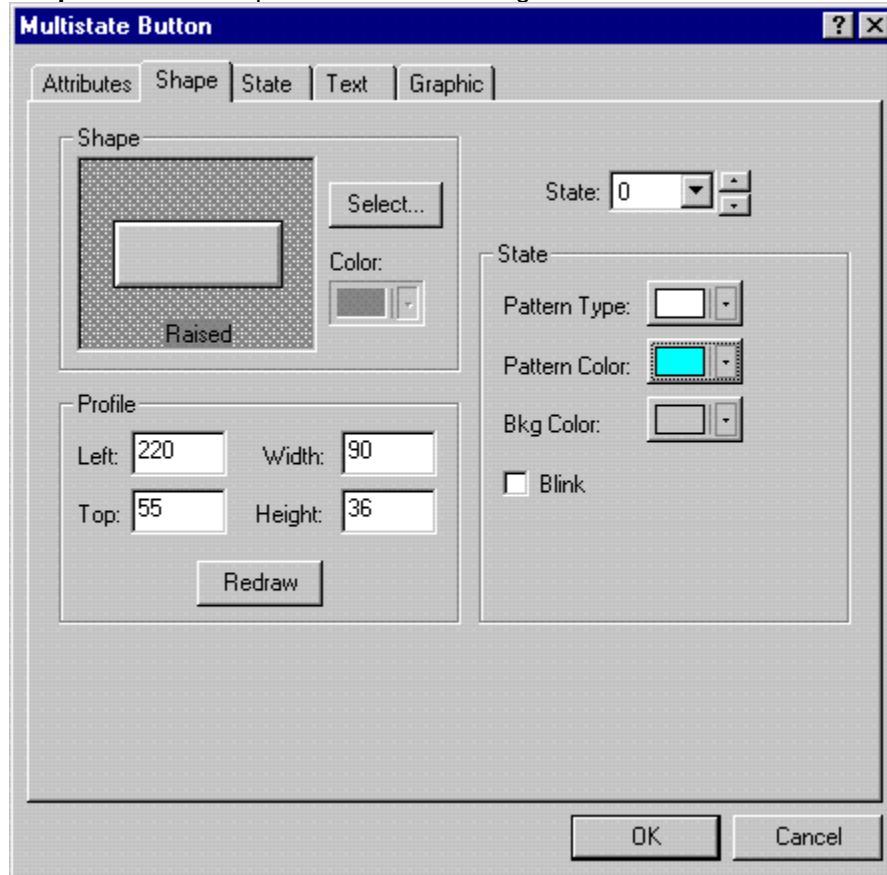 Multistate Button
Attributes Shape State Text Graphic
Shape
Select...
Color:
Raised
State: 0
State
Pattern Type:
Pattern Color:
Bkg Color:
Blink
Profile
Left: 220 Width: 90
Top: 55 Height: 36
Redraw
OK Cancel